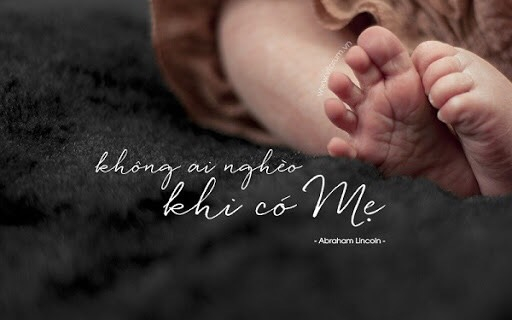 không ai nghèo
khi có Mẹ
- Abraham Lincoln -